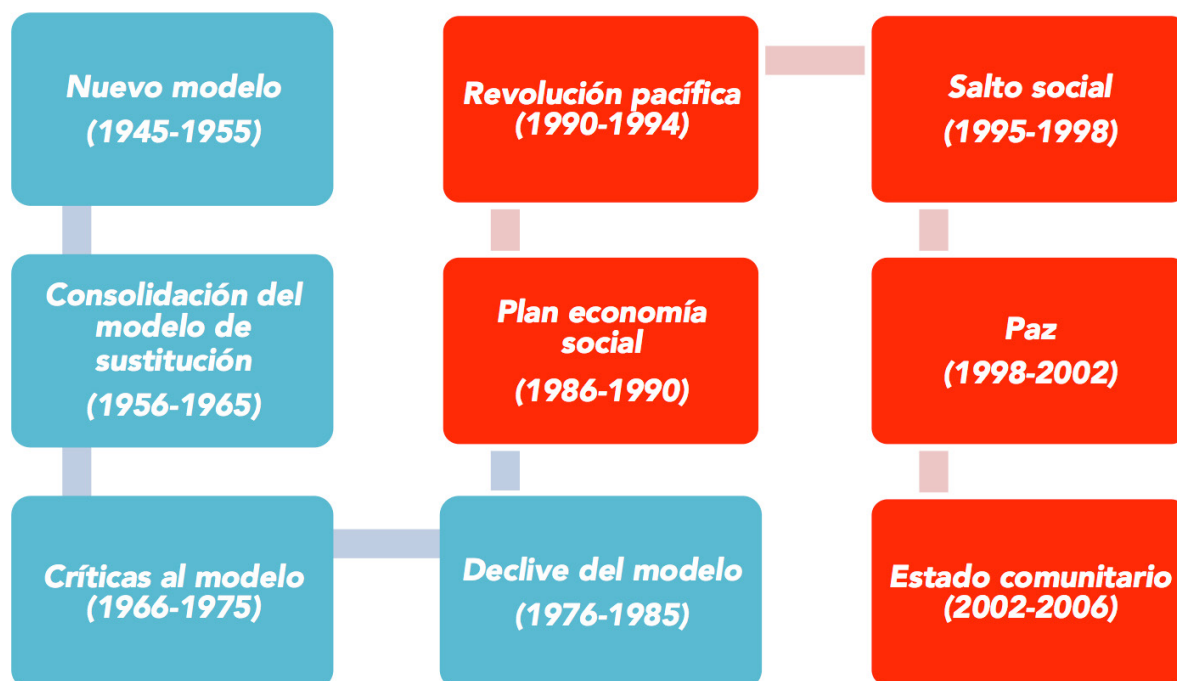 Nuevo modelo
(1945-1955)
Consolidación del
modelo de
sustitución
(1956-1965)
Críticas al modelo
(1966-1975)
Declive del modelo
(1976-1985)
Plan economía
social
(1986-1990)
Revolución pacífica
(1990-1994)
Salto social
(1995-1998)
Paz
(1998-2002)
Estado comunitario
(2002-2006)